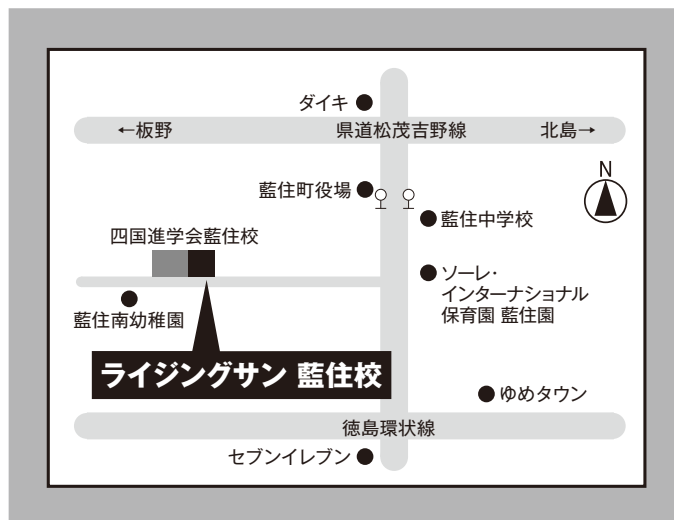 ダイキ
←板野
県道松茂吉野線
北島→
N
藍住町役場
藍住中学校
四国進学会藍住校
ソーレ・
インターナショナル
保育園 藍住園
藍住南幼稚園
ライジングサン 藍住校
ゆめタウン
徳島環状線
セブンイレブン